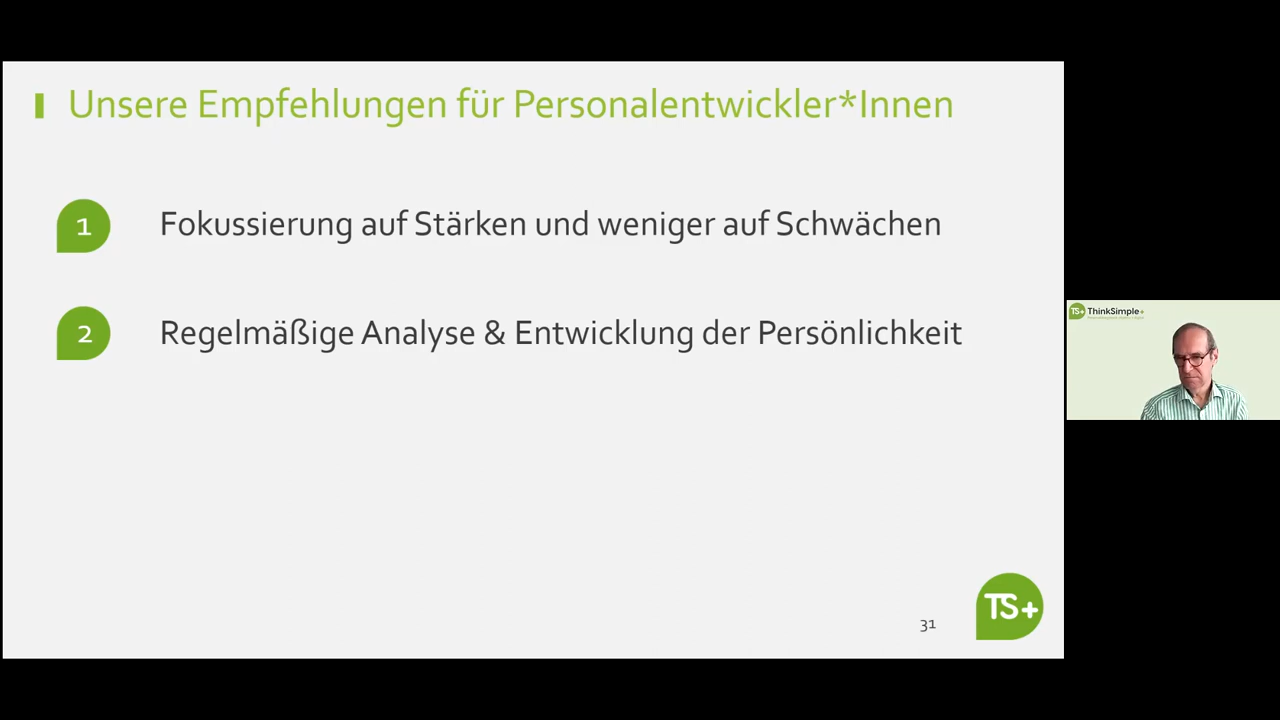 Unsere Empfehlungen für Personalentwickler*Innen
1 Fokussierung auf Stärken und weniger auf Schwächen
2 Regelmäßige Analyse & Entwicklung der Persönlichkeit
31
TS+
TS+ ThinkSimple+